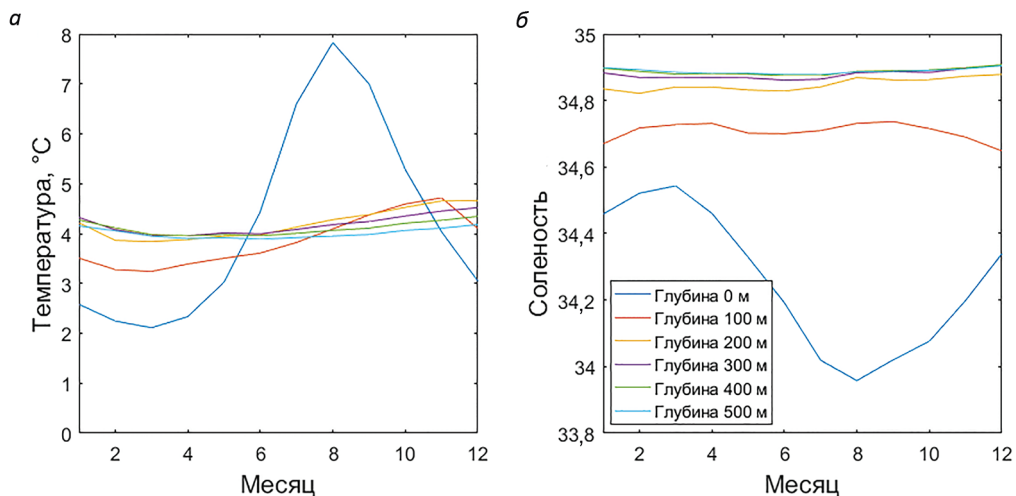 а
Температура, °C
8
7
6
5
4
3
2
1
0
2 4 6 8 10 12
Месяц
б
Соленость
35
34,8
34,6
34,4
34,2
34
33,8
Глубина 0 м
Глубина 100 м
Глубина 200 м
Глубина 300 м
Глубина 400 м
Глубина 500 м
2 4 6 8 10 12
Месяц